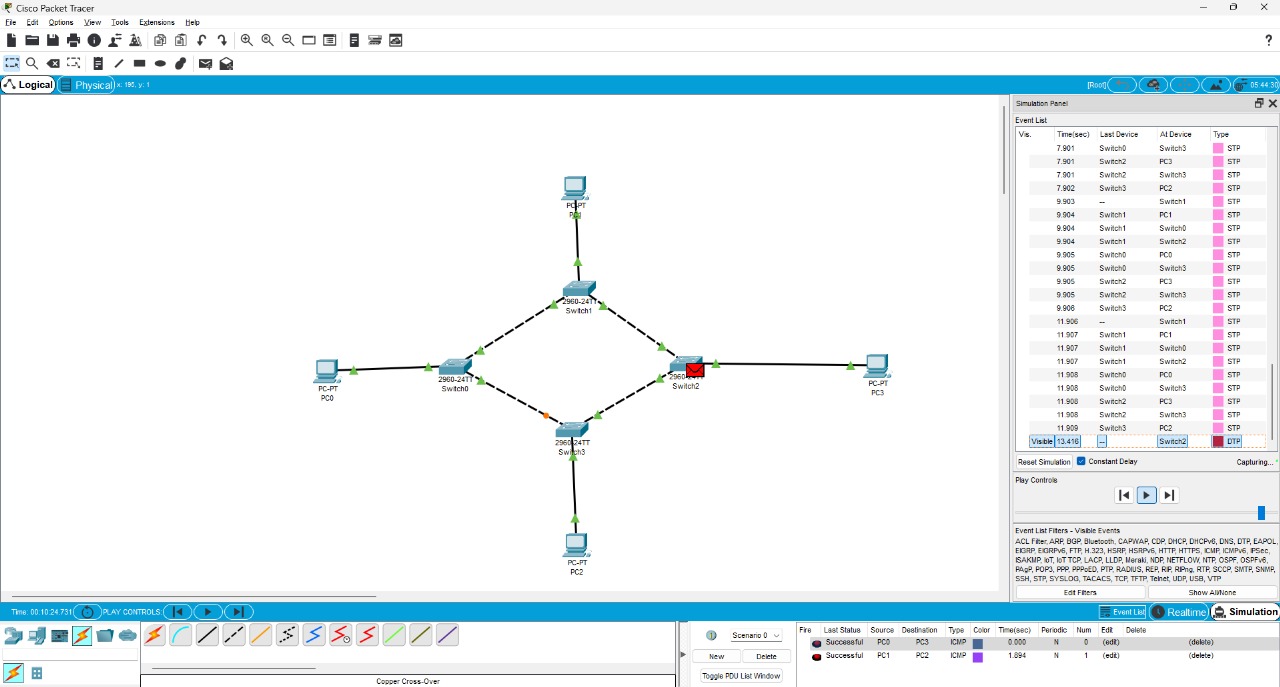 Cisco Packet Tracer
File Edit Options View Tools Extensions Help
?
Logical Physical x: 195, y: 1 [Root] 05:44:30
Simulation Panel
Event List
Vis. Time(sec) Last Device At Device Type
7.901 Switch0 Switch3 STP
7.901 Switch2 PC3 STP
7.901 Switch2 Switch3 STP
7.902 Switch3 PC2 STP
9.903 -- Switch1 STP
9.904 Switch1 PC1 STP
9.904 Switch1 Switch0 STP
9.904 Switch1 Switch2 STP
9.905 Switch0 PC0 STP
9.905 Switch0 Switch3 STP
9.905 Switch2 PC3 STP
9.905 Switch2 Switch3 STP
9.906 Switch3 PC2 STP
11.906 -- Switch1 STP
11.907 Switch1 PC1 STP
11.907 Switch1 Switch0 STP
11.907 Switch1 Switch2 STP
11.908 Switch0 PC0 STP
11.908 Switch0 Switch3 STP
11.908 Switch2 PC3 STP
11.908 Switch2 Switch3 STP
11.909 Switch3 PC2 STP
Visible 13.416 -- Switch2 DTP
Reset Simulation Constant Delay Capturing...
Play Controls
Event List Filters - Visible Events
ACL Filter, ARP, BGP, Bluetooth, CAPWAP, CDP, DHCP, DHCPv6, DNS, DTP, EAPOL,
EIGRP, EIGRPv6, FTP, H.323, HSRP, HSRPv6, HTTP, HTTPS, ICMP, ICMPv6, IPSec,
ISAKMP, IoT, IoT TCP, LACP, LLDP, Meraki, NDP, NETFLOW, NTP, OSPF, OSPFv6,
PAgP, POP3, PPP, PPPoED, PTP, RADIUS, REP, RIP, RIPng, RTP, SCCP, SMTP, SNMP,
SSH, STP, SYSLOG, TACACS, TCP, TFTP, Telnet, UDP, USB, VTP
Edit Filters Show All/None
PC-PT
PC1
2960-24TT
Switch1
PC-PT
PC0
2960-24TT
Switch0
Switch2
PC-PT
PC3
2960-24TT
Switch3
PC-PT
PC2
Time: 00:10:24.731 PLAY CONTROLS: Event List Realtime Simulation
Copper Cross-Over
Scenario 0
New Delete
Toggle PDU List Window
Fire Last Status Source Destination Type Color Time(sec) Periodic Num Edit Delete
Successful PC0 PC3 ICMP 0.000 N 0 (edit) (delete)
Successful PC1 PC2 ICMP 1.894 N 1 (edit) (delete)